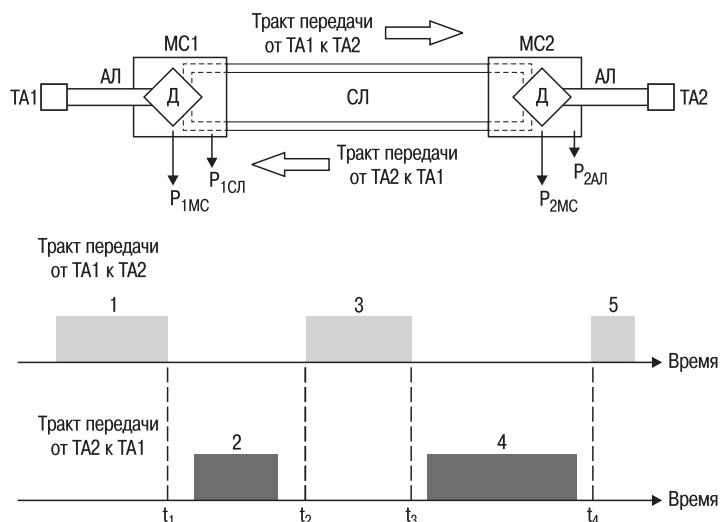 Тракт передачи
от ТА1 к ТА2
МС1
МС2
АЛ
АЛ
ТА1
Д
СЛ
Д
ТА2
Тракт передачи
от ТА2 к ТА1
P1СЛ
P1МС
P2АЛ
P2МС
Тракт передачи
от ТА1 к ТА2
1
3
5
Время
Тракт передачи
от ТА2 к ТА1
2
4
Время
t1
t2
t3
t4